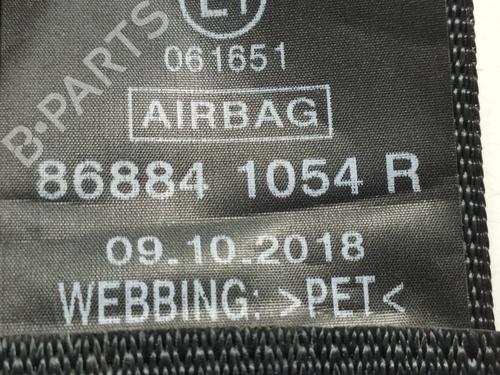 B-PARTS
E1
061651
AIRBAG
86884 1054 R
09.10.2018
WEBBING: >PET<